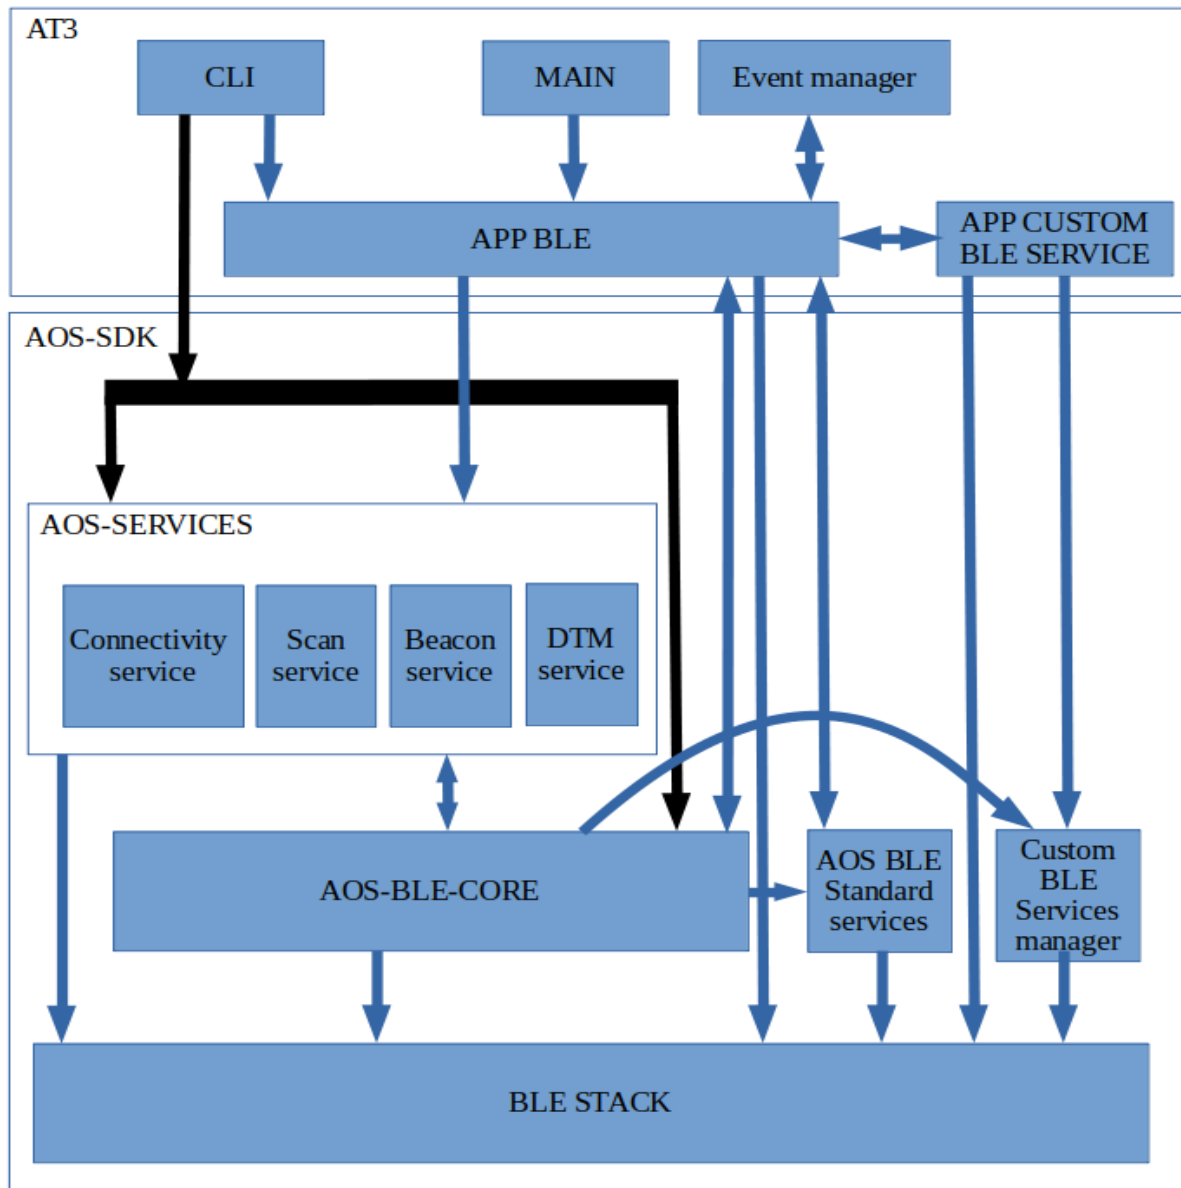 AT3
CLI
MAIN
Event manager
APP BLE
APP CUSTOM
BLE SERVICE
AOS-SDK
AOS-SERVICES
Connectivity
service
Scan
service
Beacon
service
DTM
service
AOS-BLE-CORE
AOS BLE
Standard
services
Custom
BLE
Services
manager
BLE STACK